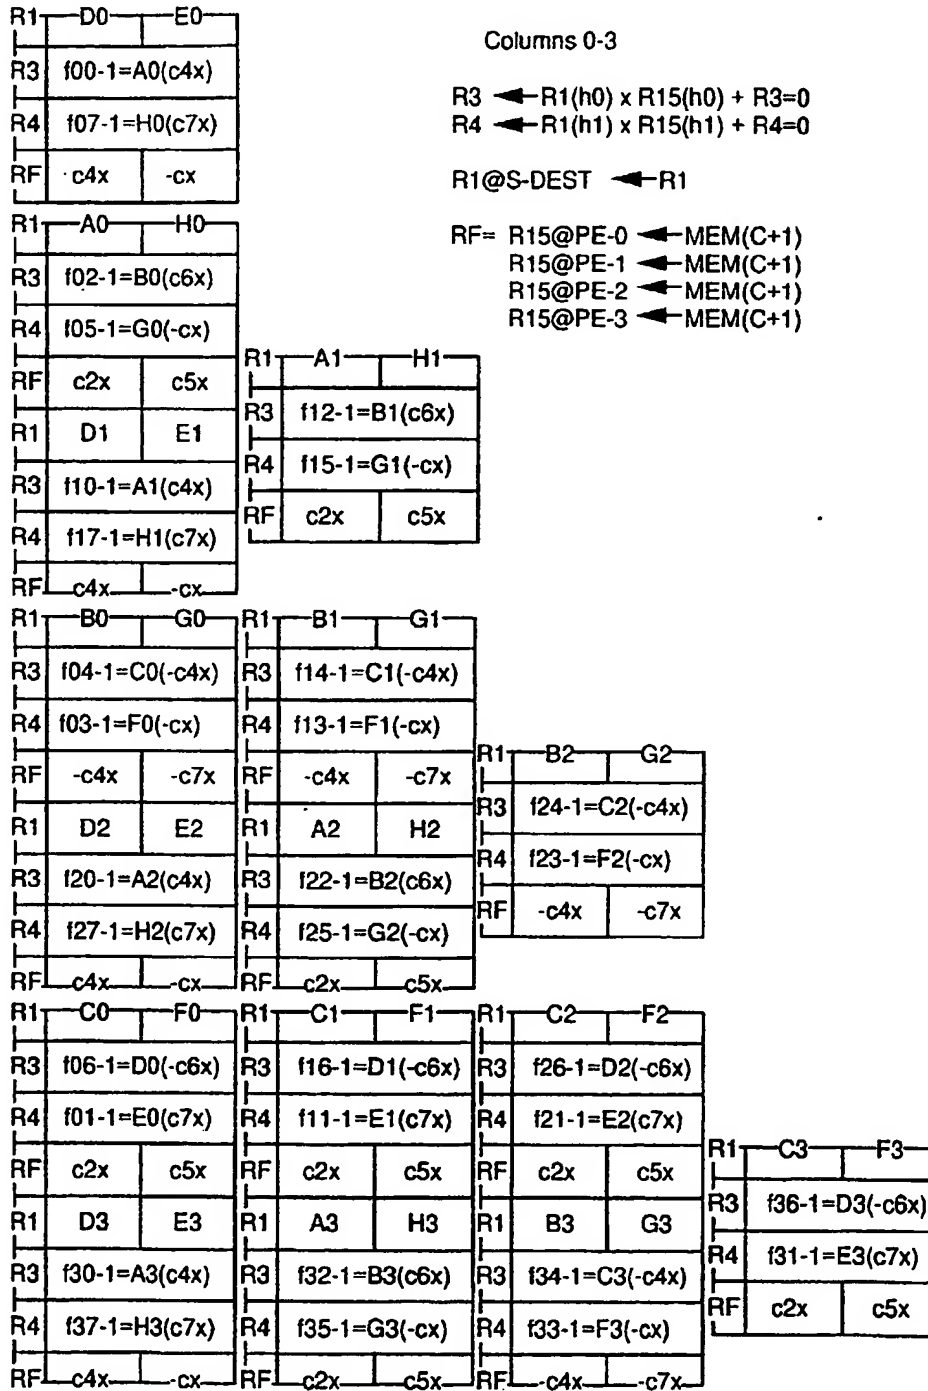 Columns 0-3
R3 ← R1(h0) x R15(h0) + R3=0
R4 ← R1(h1) x R15(h1) + R4=0
R1@S-DEST ← R1
RF= R15@PE-0 ← MEM(C+1)
R15@PE-1 ← MEM(C+1)
R15@PE-2 ← MEM(C+1)
R15@PE-3 ← MEM(C+1)
R1 D0 E0
R3 f00-1=A0(c4x)
R4 f07-1=H0(c7x)
RF c4x -cx
R1 A0 H0
R3 f02-1=B0(c6x)
R4 f05-1=G0(-cx)
RF c2x c5x
R1 D1 E1
R3 f10-1=A1(c4x)
R4 f17-1=H1(c7x)
RF c4x -cx
R1 A1 H1
R3 f12-1=B1(c6x)
R4 f15-1=G1(-cx)
RF c2x c5x
R1 B0 G0
R3 f04-1=C0(-c4x)
R4 f03-1=F0(-cx)
RF -c4x -c7x
R1 D2 E2
R3 f20-1=A2(c4x)
R4 f27-1=H2(c7x)
RF c4x -cx
R1 B1 G1
R3 f14-1=C1(-c4x)
R4 f13-1=F1(-cx)
RF -c4x -c7x
R1 A2 H2
R3 f22-1=B2(c6x)
R4 f25-1=G2(-cx)
RF c2x c5x
R1 B2 G2
R3 f24-1=C2(-c4x)
R4 f23-1=F2(-cx)
RF -c4x -c7x
R1 C0 F0
R3 f06-1=D0(-c6x)
R4 f01-1=E0(c7x)
RF c2x c5x
R1 D3 E3
R3 f30-1=A3(c4x)
R4 f37-1=H3(c7x)
RF c4x -cx
R1 C1 F1
R3 f16-1=D1(-c6x)
R4 f11-1=E1(c7x)
RF c2x c5x
R1 A3 H3
R3 f32-1=B3(c6x)
R4 f35-1=G3(-cx)
RF c2x c5x
R1 C2 F2
R3 f26-1=D2(-c6x)
R4 f21-1=E2(c7x)
RF c2x c5x
R1 B3 G3
R3 f34-1=C3(-c4x)
R4 f33-1=F3(-cx)
RF -c4x -c7x
R1 C3 F3
R3 f36-1=D3(-c6x)
R4 f31-1=E3(c7x)
RF c2x c5x